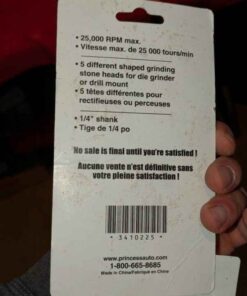 • 25,000 RPM max.
• Vitesse max. de 25 000 tours/min
• 5 different shaped grinding
stone heads for die grinder
or drill mount
• 5 têtes différentes pour
rectifieuses ou perceuses
• 1/4" shank
• Tige de 1/4 po
No sale is final until you're satisfied !
Aucune vente n'est définitive sans
votre pleine satisfaction !
3410225
www.princessauto.com
1-800-665-8685
Made in China/Fabriqué en Chine